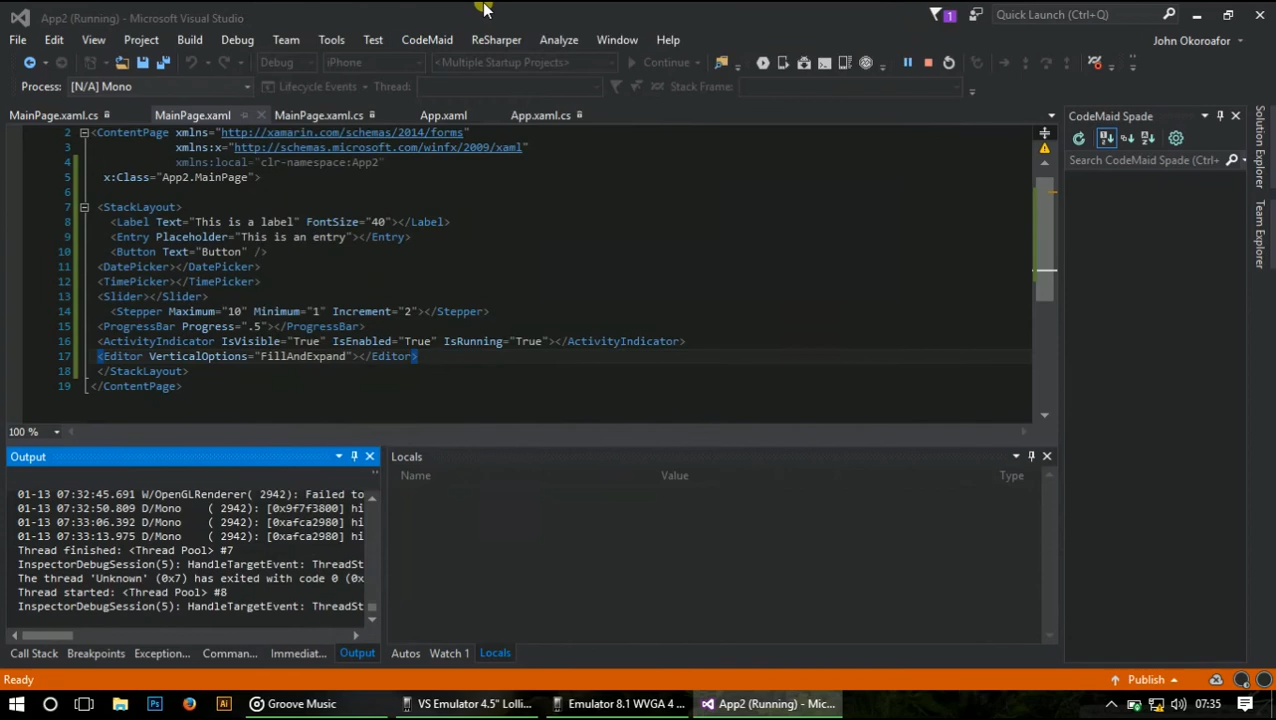 App2 (Running) - Microsoft Visual Studio
1
Quick Launch (Ctrl+Q)
File Edit View Project Build Debug Team Tools Test CodeMaid ReSharper Analyze Window Help
John Okoroafor
Debug iPhone <Multiple Startup Projects> Continue
Process: [N/A] Mono Lifecycle Events Thread: Stack Frame:
MainPage.xaml.cs MainPage.xaml MainPage.xaml.cs App.xaml App.xaml.cs
CodeMaid Spade
Search CodeMaid Spade (Ctrl+
Solution Explorer
Team Explorer
2 <ContentPage xmlns="http://xamarin.com/schemas/2014/forms"
3 xmlns:x="http://schemas.microsoft.com/winfx/2009/xaml"
4 xmlns:local="clr-namespace:App2"
5 x:Class="App2.MainPage">
6
7 <StackLayout>
8 <Label Text="This is a label" FontSize="40"></Label>
9 <Entry Placeholder="This is an entry"></Entry>
10 <Button Text="Button" />
11 <DatePicker></DatePicker>
12 <TimePicker></TimePicker>
13 <Slider></Slider>
14 <Stepper Maximum="10" Minimum="1" Increment="2"></Stepper>
15 <ProgressBar Progress=".5"></ProgressBar>
16 <ActivityIndicator IsVisible="True" IsEnabled="True" IsRunning="True"></ActivityIndicator>
17 <Editor VerticalOptions="FillAndExpand"></Editor>
18 </StackLayout>
19 </ContentPage>
100 %
Output
01-13 07:32:45.691 W/OpenGLRenderer( 2942): Failed to
01-13 07:32:50.809 D/Mono ( 2942): [0x9f7f3800] hi
01-13 07:33:06.392 D/Mono ( 2942): [0xafca2980] hi
01-13 07:33:13.975 D/Mono ( 2942): [0xafca2980] hi
Thread finished: <Thread Pool> #7
InspectorDebugSession(5): HandleTargetEvent: ThreadSt
The thread 'Unknown' (0x7) has exited with code 0 (0x
Thread started: <Thread Pool> #8
InspectorDebugSession(5): HandleTargetEvent: ThreadSt
Locals
Name Value Type
Call Stack Breakpoints Exception... Comman... Immediat... Output
Autos Watch 1 Locals
Ready
Publish
Groove Music VS Emulator 4.5" Lolli... Emulator 8.1 WVGA 4 ... App2 (Running) - Mic... 07:35